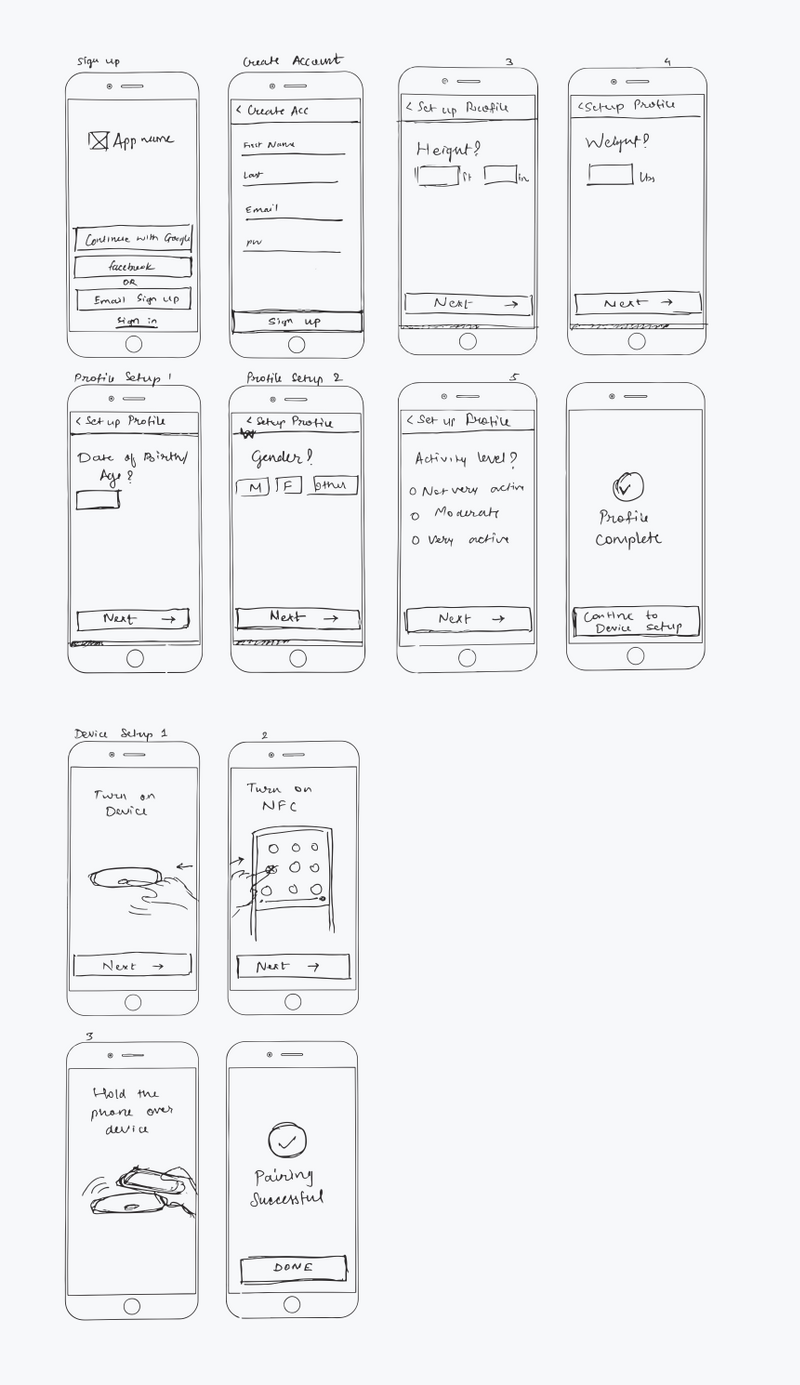 Sign up
App name
Continue with Google
facebook
OR
Email Sign up
Sign in
Create Account
< Create Acc
First Name
Last
Email
pw
Sign up
3
< Set up Profile
Height?
ft in
Next →
4
< Setup Profile
Weight?
lbs
Next →
Profile Setup 1
< Set up Profile
Date of Birth/
Age?
Next →
Profile Setup 2
< Setup Profile
Gender?
M F other
Next →
5
< Set up Profile
Activity level?
Not very active
Moderate
Very active
Next →
Profile
Complete
Continue to
Device setup
Device Setup 1
Turn on
Device
Next →
2
Turn on
NFC
Next →
3
Hold the
phone over
device
Pairing
Successful
DONE